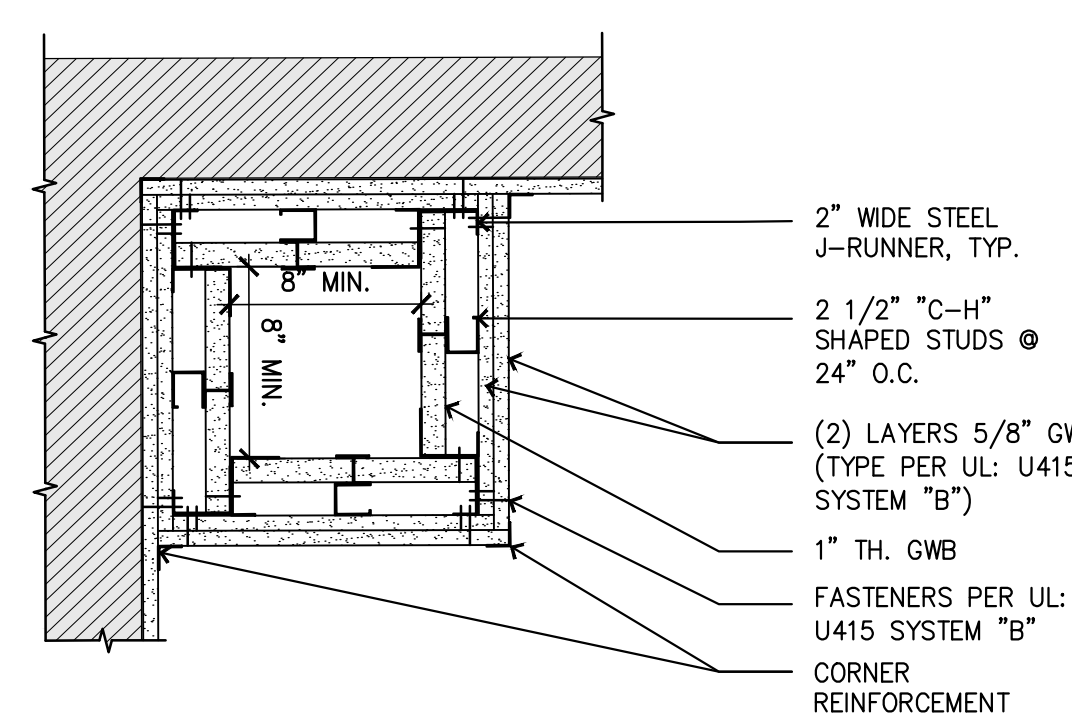 2" WIDE STEEL
J-RUNNER, TYP.
8" MIN.
8" MIN.
2 1/2" "C-H"
SHAPED STUDS @
24" O.C.
(2) LAYERS 5/8"
(TYPE PER UL: U415
SYSTEM "B")
1" TH. GWB
FASTENERS PER UL:
U415 SYSTEM "B"
CORNER
REINFORCEMENT